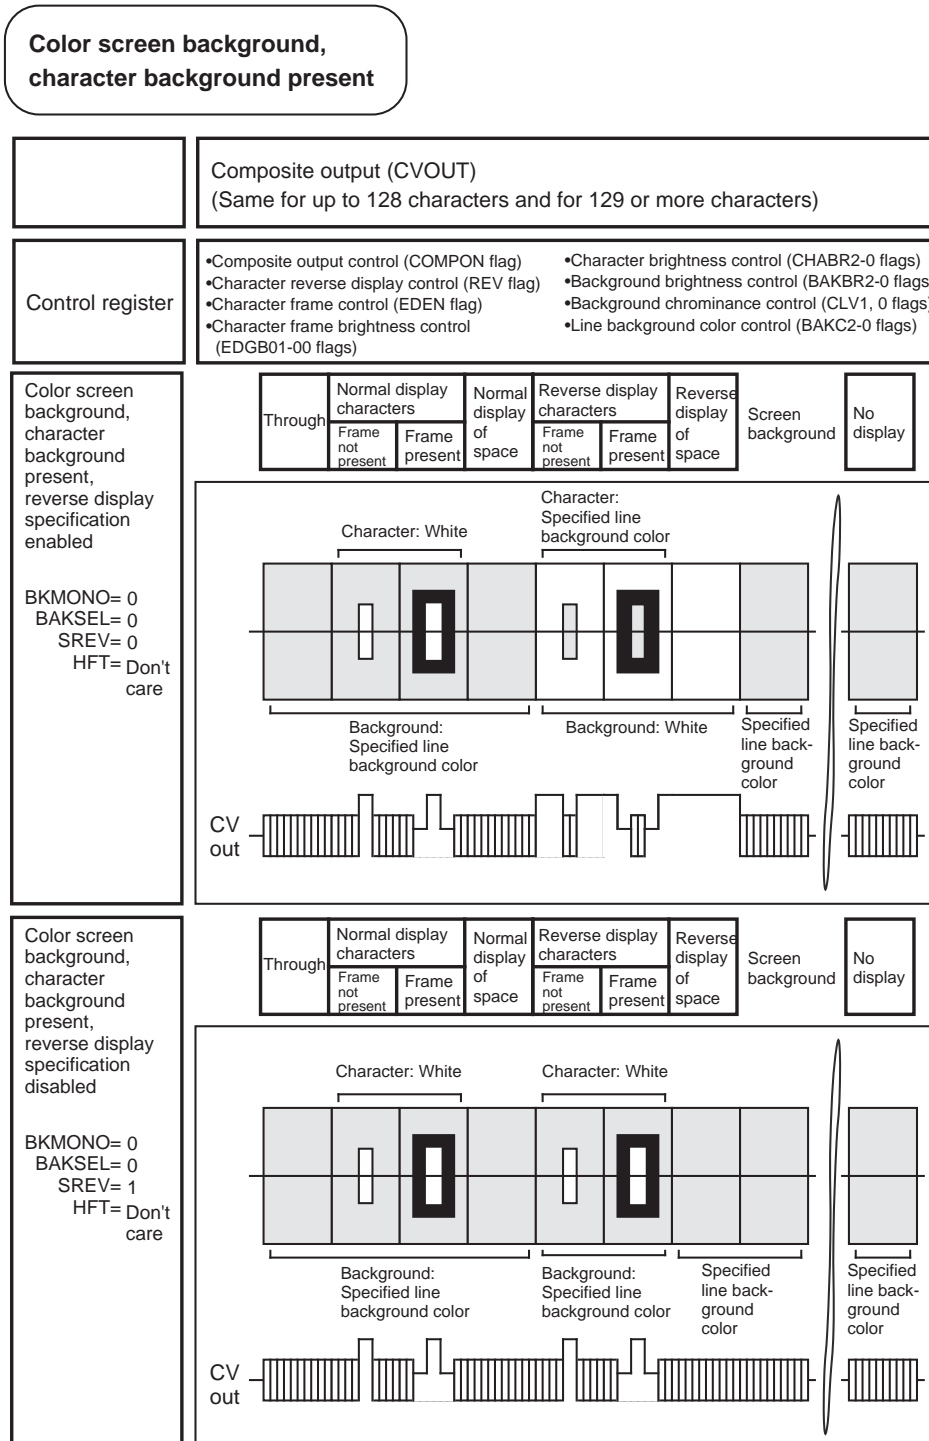 Color screen background,
character background present
Composite output (CVOUT)
(Same for up to 128 characters and for 129 or more characters)
Control register
•Composite output control (COMPON flag)
•Character reverse display control (REV flag)
•Character frame control (EDEN flag)
•Character frame brightness control
(EDGB01-00 flags)
•Character brightness control (CHABR2-0 flags)
•Background brightness control (BAKBR2-0 flags
•Background chrominance control (CLV1, 0 flags)
•Line background color control (BAKC2-0 flags)
Color screen
background,
character
background
present,
reverse display
specification
enabled
BKMONO= 0
BAKSEL= 0
SREV= 0
HFT= Don't
care
Through
Normal display
characters
Frame
not
present
Frame
present
Normal
display
of
space
Reverse display
characters
Frame
not
present
Frame
present
Reverse
display
of
space
Screen
background
No
display
Character: White
Character:
Specified line
background color
Background:
Specified line
background color
Background: White
Specified
line back-
ground
color
Specified
line back-
ground
color
CV
out
Color screen
background,
character
background
present,
reverse display
specification
disabled
BKMONO= 0
BAKSEL= 0
SREV= 1
HFT= Don't
care
Through
Normal display
characters
Frame
not
present
Frame
present
Normal
display
of
space
Reverse display
characters
Frame
not
present
Frame
present
Reverse
display
of
space
Screen
background
No
display
Character: White
Character: White
Background:
Specified line
background color
Background:
Specified line
background color
Specified
line back-
ground
color
Specified
line back-
ground
color
CV
out